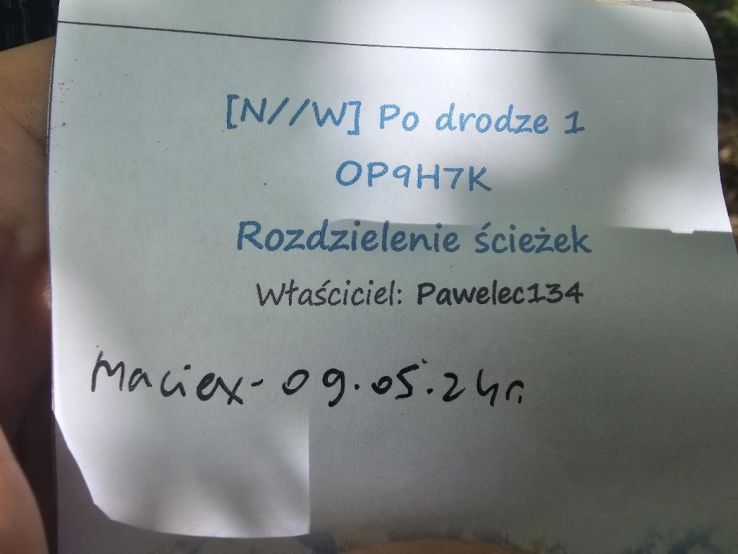 [N//W] Po drodze 1
OP9H7K
Rozdzielenie ścieżek
Właściciel: Pawelec134
Maciex - 09.05.24r.